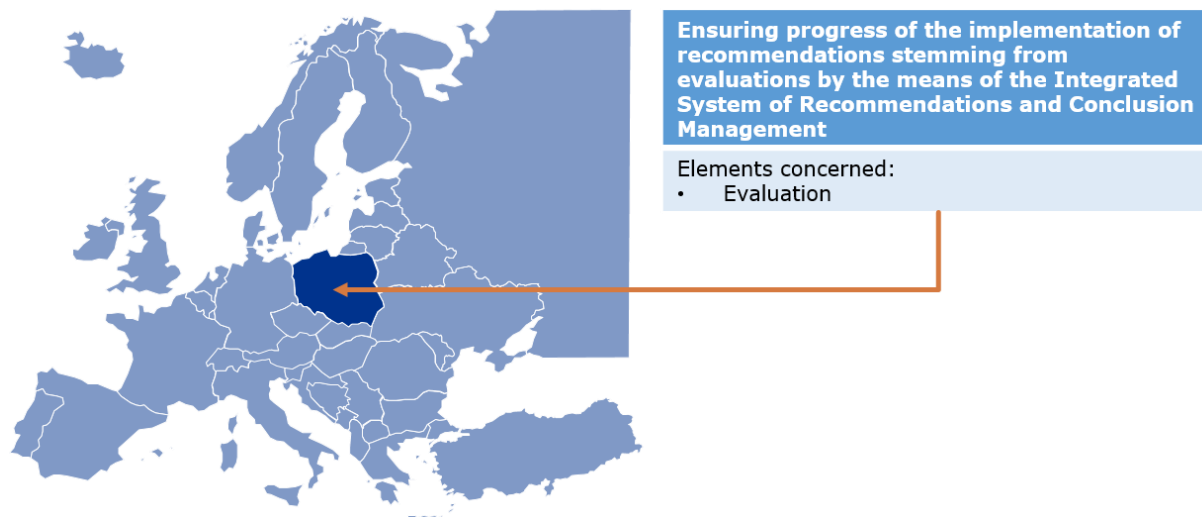 Ensuring progress of the implementation of
recommendations stemming from
evaluations by the means of the Integrated
System of Recommendations and Conclusion
Management
Elements concerned:
• Evaluation